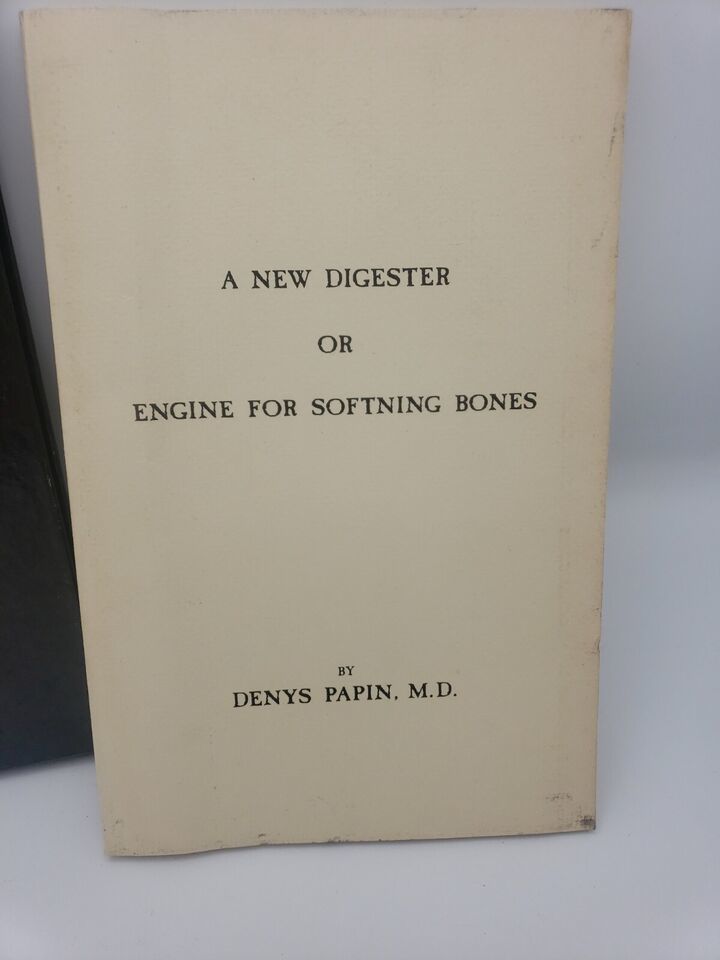 A NEW DIGESTER
OR
ENGINE FOR SOFTNING BONES
BY
DENYS PAPIN, M.D.